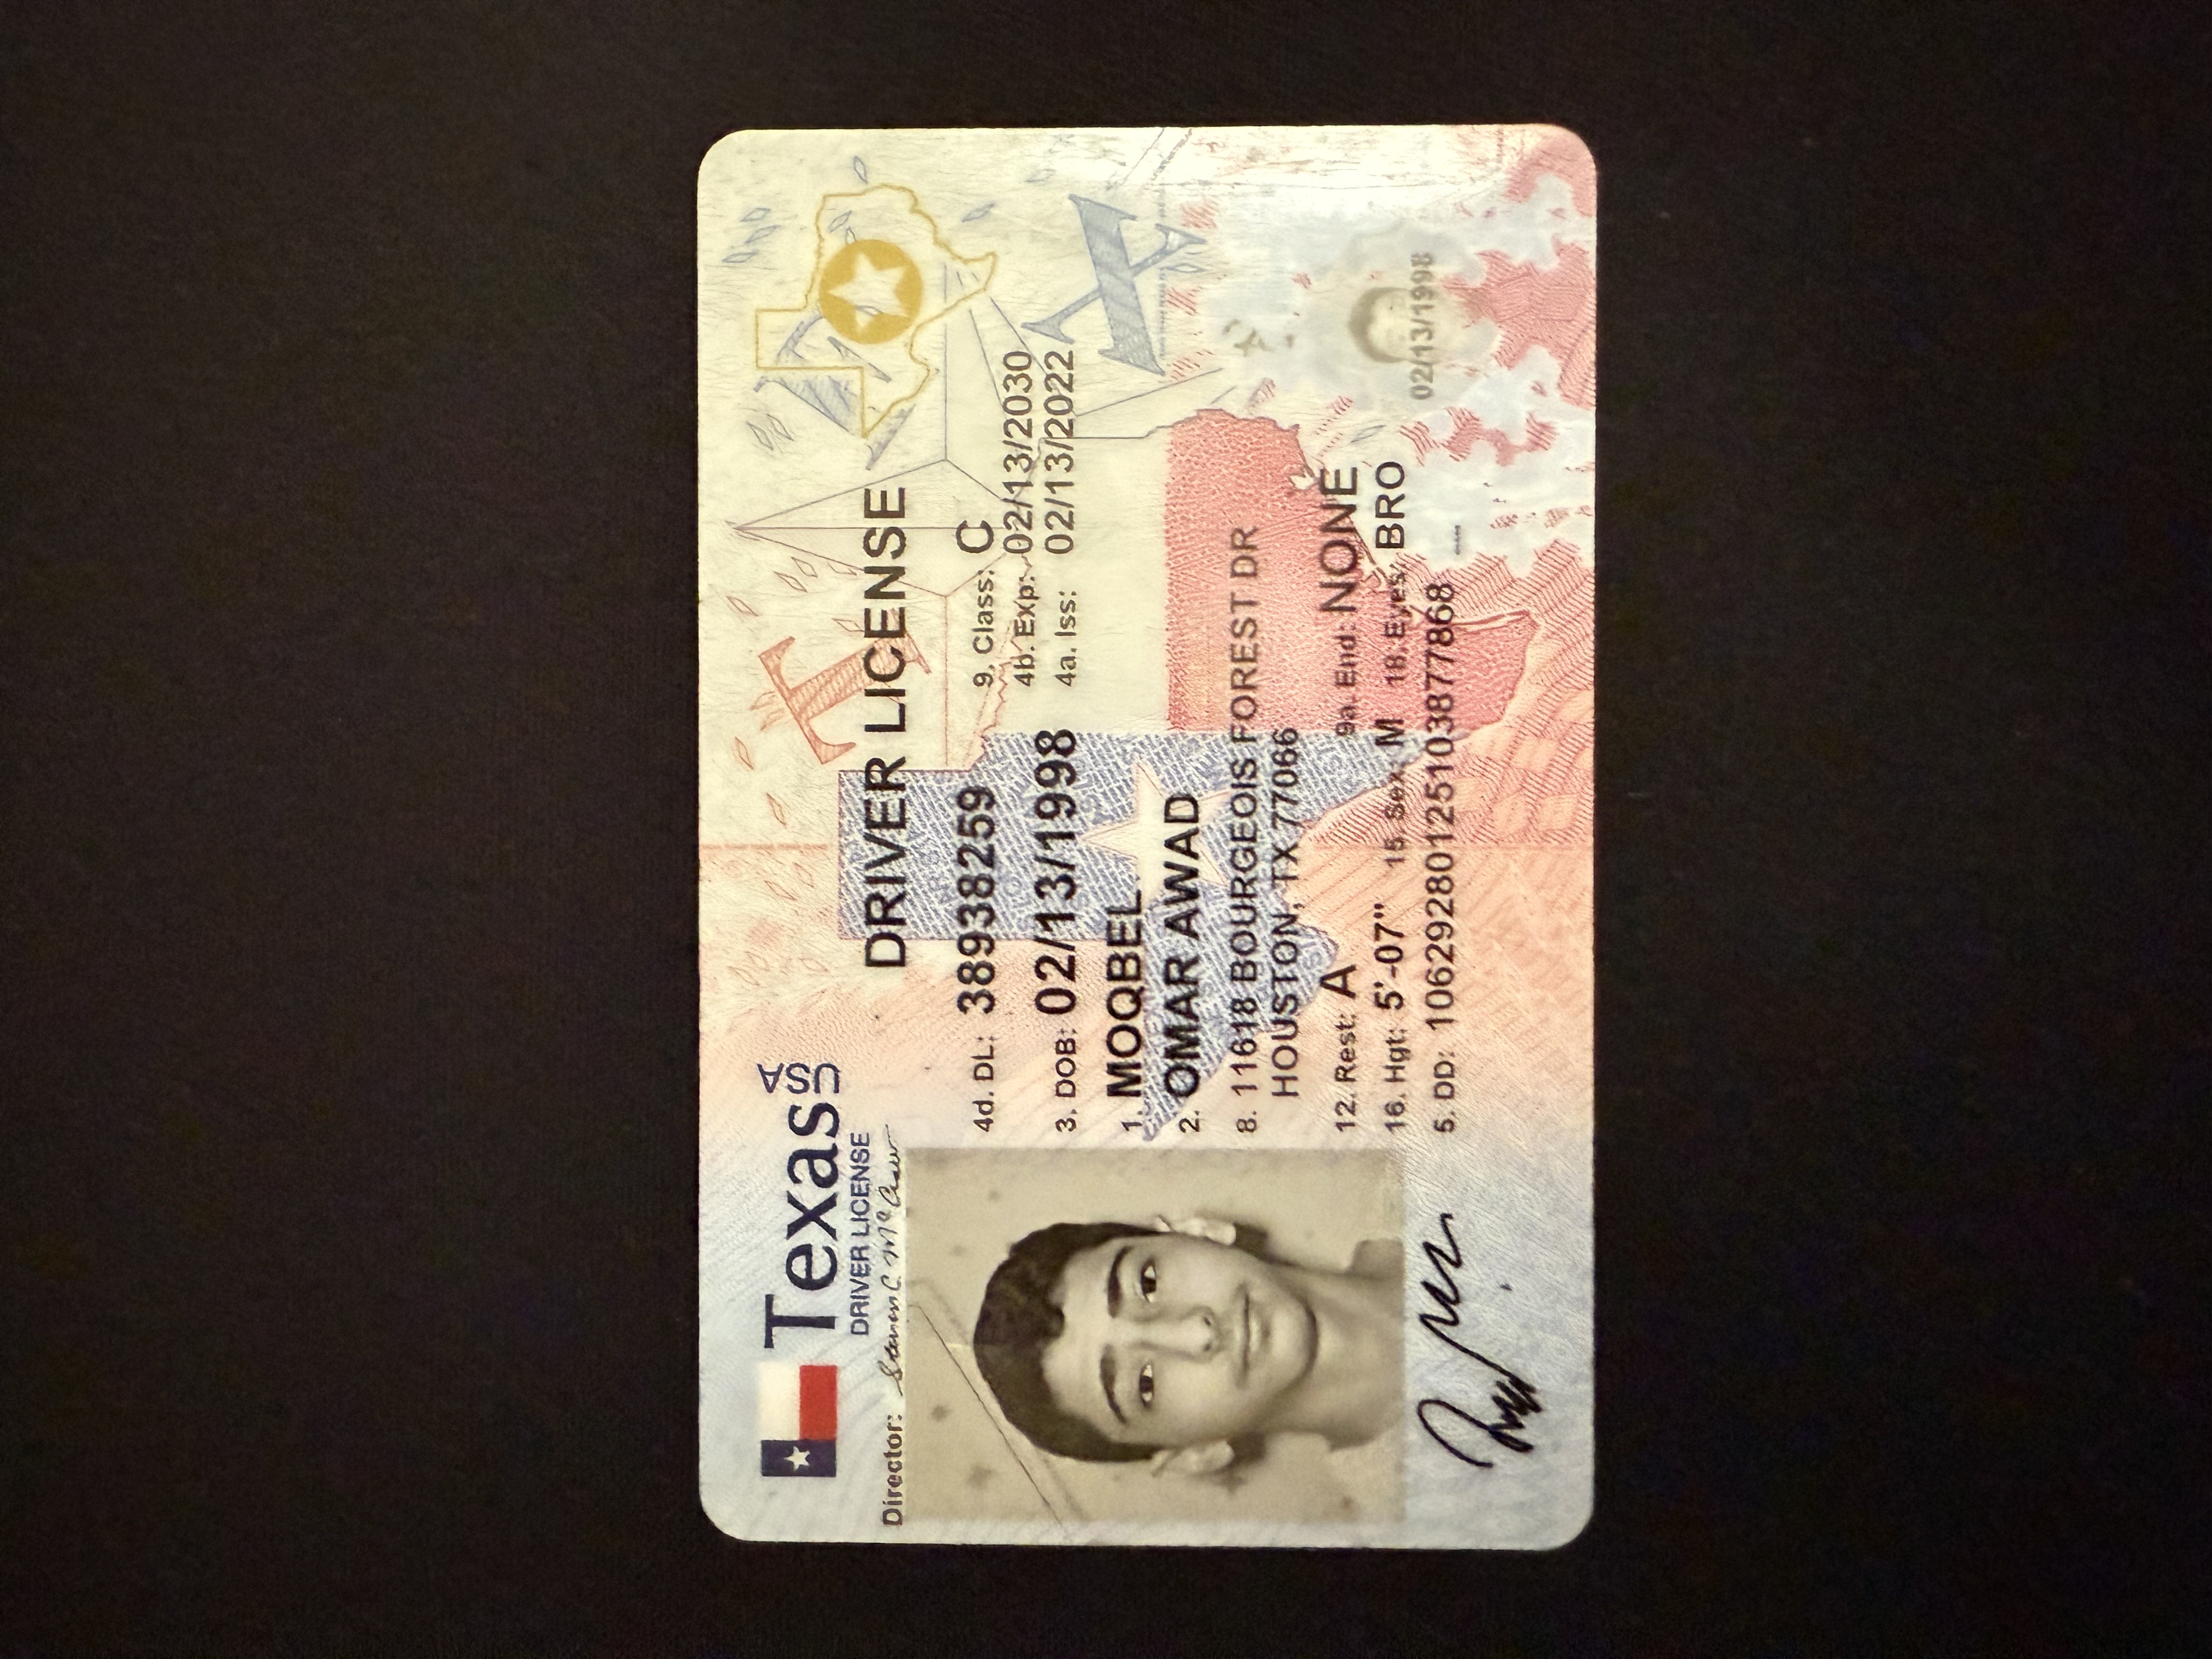 Texas USA
DRIVER LICENSE
Director: Steven C. McCraw
DRIVER LICENSE
4d. DL: 38938259
9. Class: C
4b. Exp: 02/13/2030
3. DOB: 02/13/1998
4a. Iss: 02/13/2022
1. MOQBEL
2. OMAR AWAD
8. 11618 BOURGEOIS FOREST DR
HOUSTON, TX 77066
12. Rest: A 9a. End: NONE
16. Hgt: 5'-07" 15. Sex: M 18. Eyes: BRO
02/13/1998
5. DD: 10629280125103877868